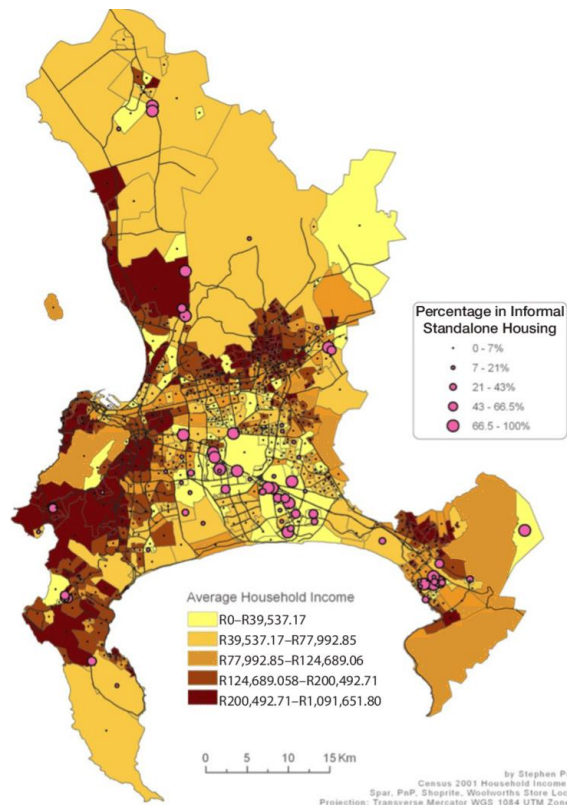 Percentage in Informal
Standalone Housing
0 - 7%
7 - 21%
21 - 43%
43 - 66.5%
66.5 - 100%
Average Household Income
R0–R39,537.17
R39,537.17–R77,992.85
R77,992.85–R124,689.06
R124,689.058–R200,492.71
R200,492.71–R1,091,651.80
0 5 10 15 Km
by Stephen P
Census 2001 Household Income
Spar, PnP, Shoprite, Woolworths Store Loc
Projection: Transverse Mercator WGS 1984 UTM Zon